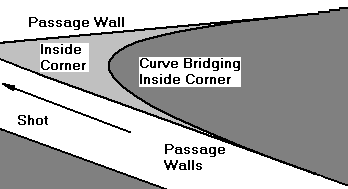 Passage Wall
Inside
Corner
Curve Bridging
Inside Corner
Shot
Passage
Walls